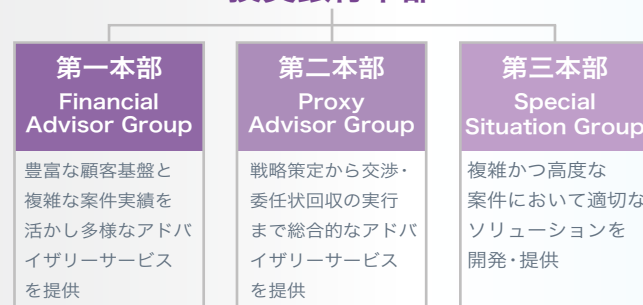 第一本部
Financial
Advisor Group
豊富な顧客基盤と
複雑な案件実績を
活かし多様なアドバ
イザリーサービス
を提供
第二本部
Proxy
Advisor Group
戦略策定から交渉・
委任状回収の実行
まで総合的なアドバ
イザリーサービス
を提供
第三本部
Special
Situation Group
複雑かつ高度な
案件において適切な
ソリューションを
開発・提供